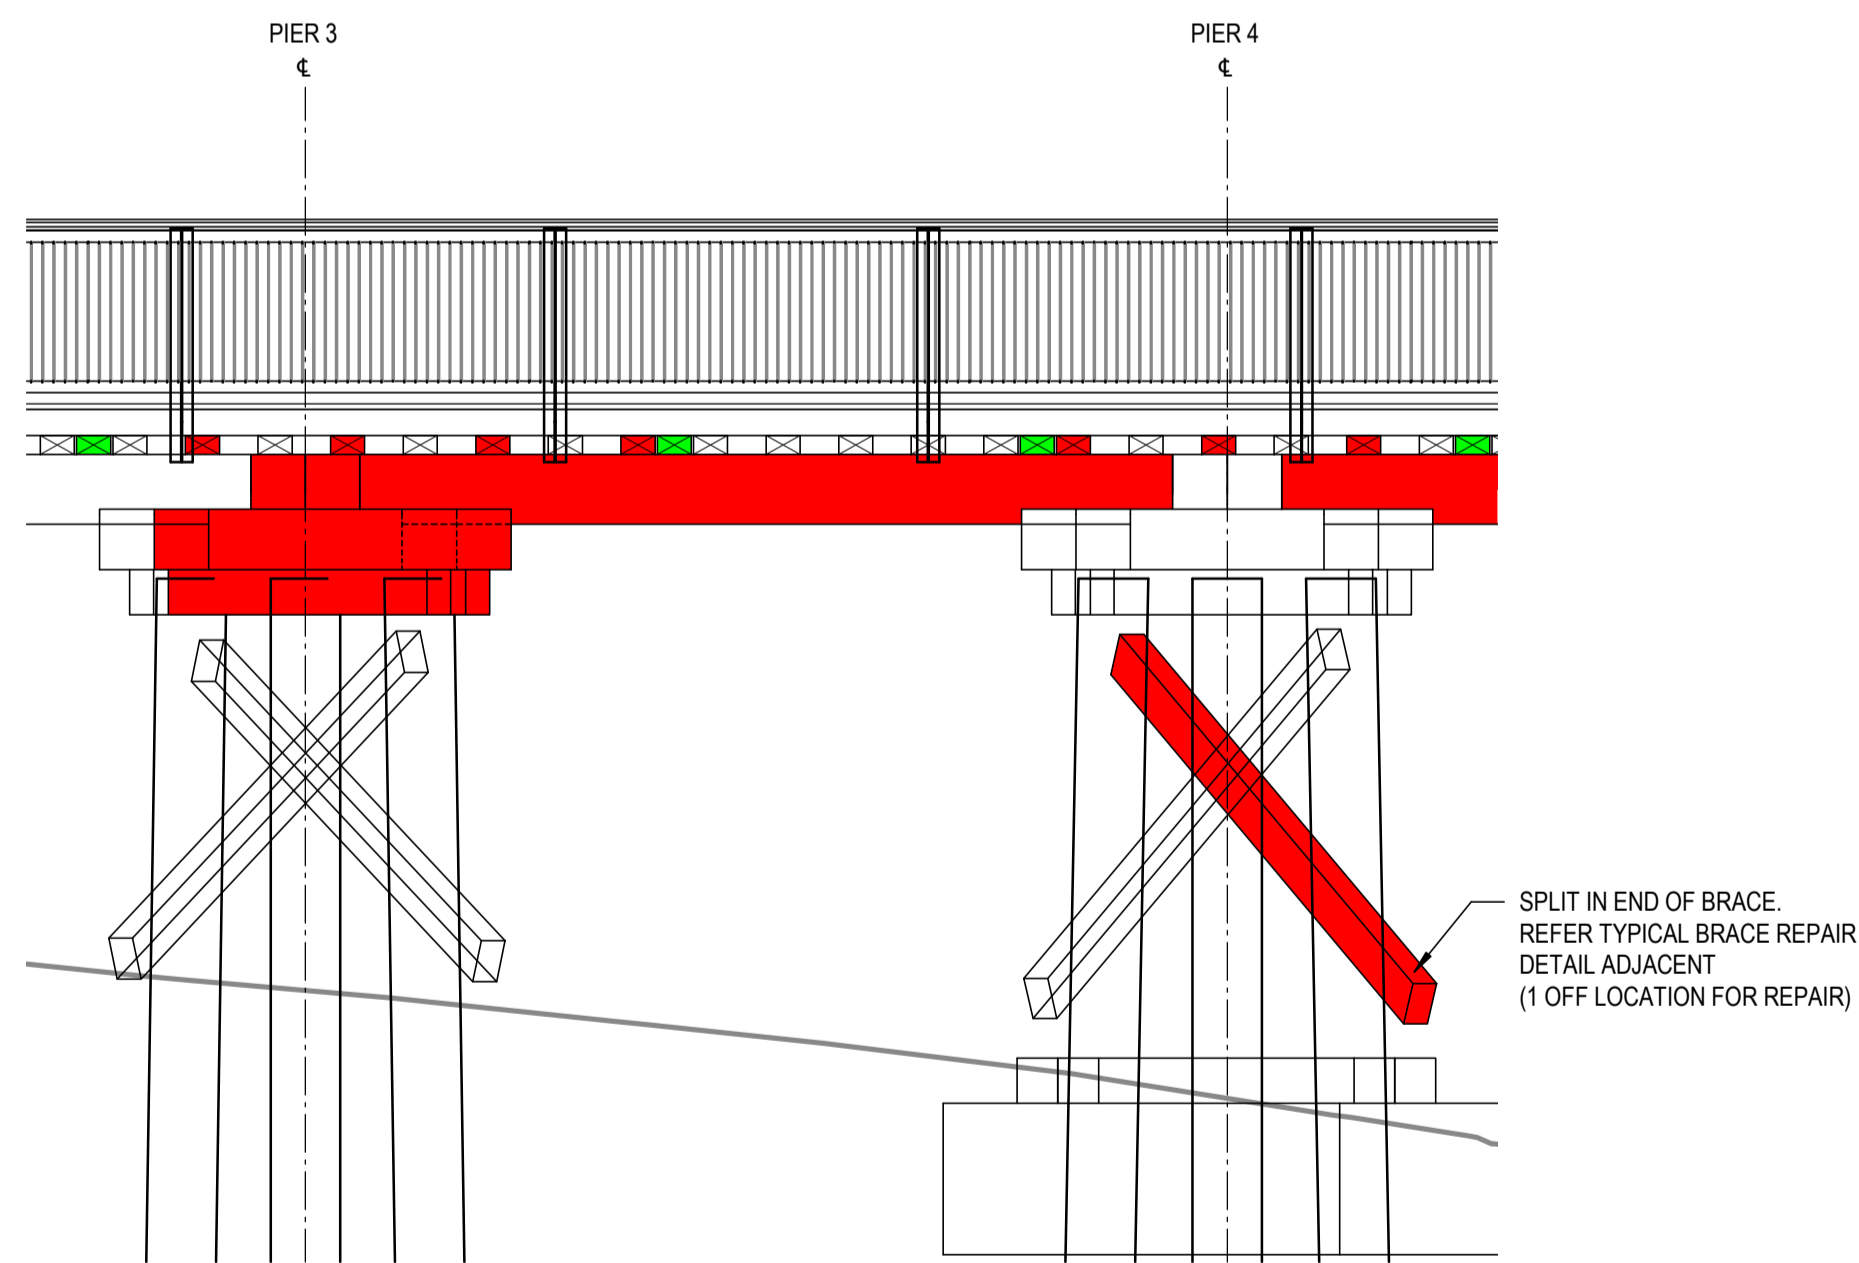 PIER 3
℄
PIER 4
℄
SPLIT IN END OF BRACE.
REFER TYPICAL BRACE REPAIR
DETAIL ADJACENT
(1 OFF LOCATION FOR REPAIR)